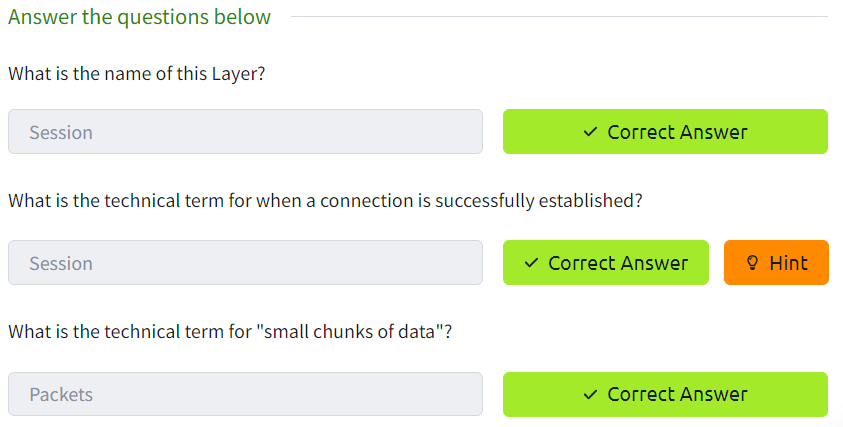 Answer the questions below
What is the name of this Layer?
Session
Correct Answer
What is the technical term for when a connection is successfully established?
Session
Correct Answer
Hint
What is the technical term for "small chunks of data"?
Packets
Correct Answer